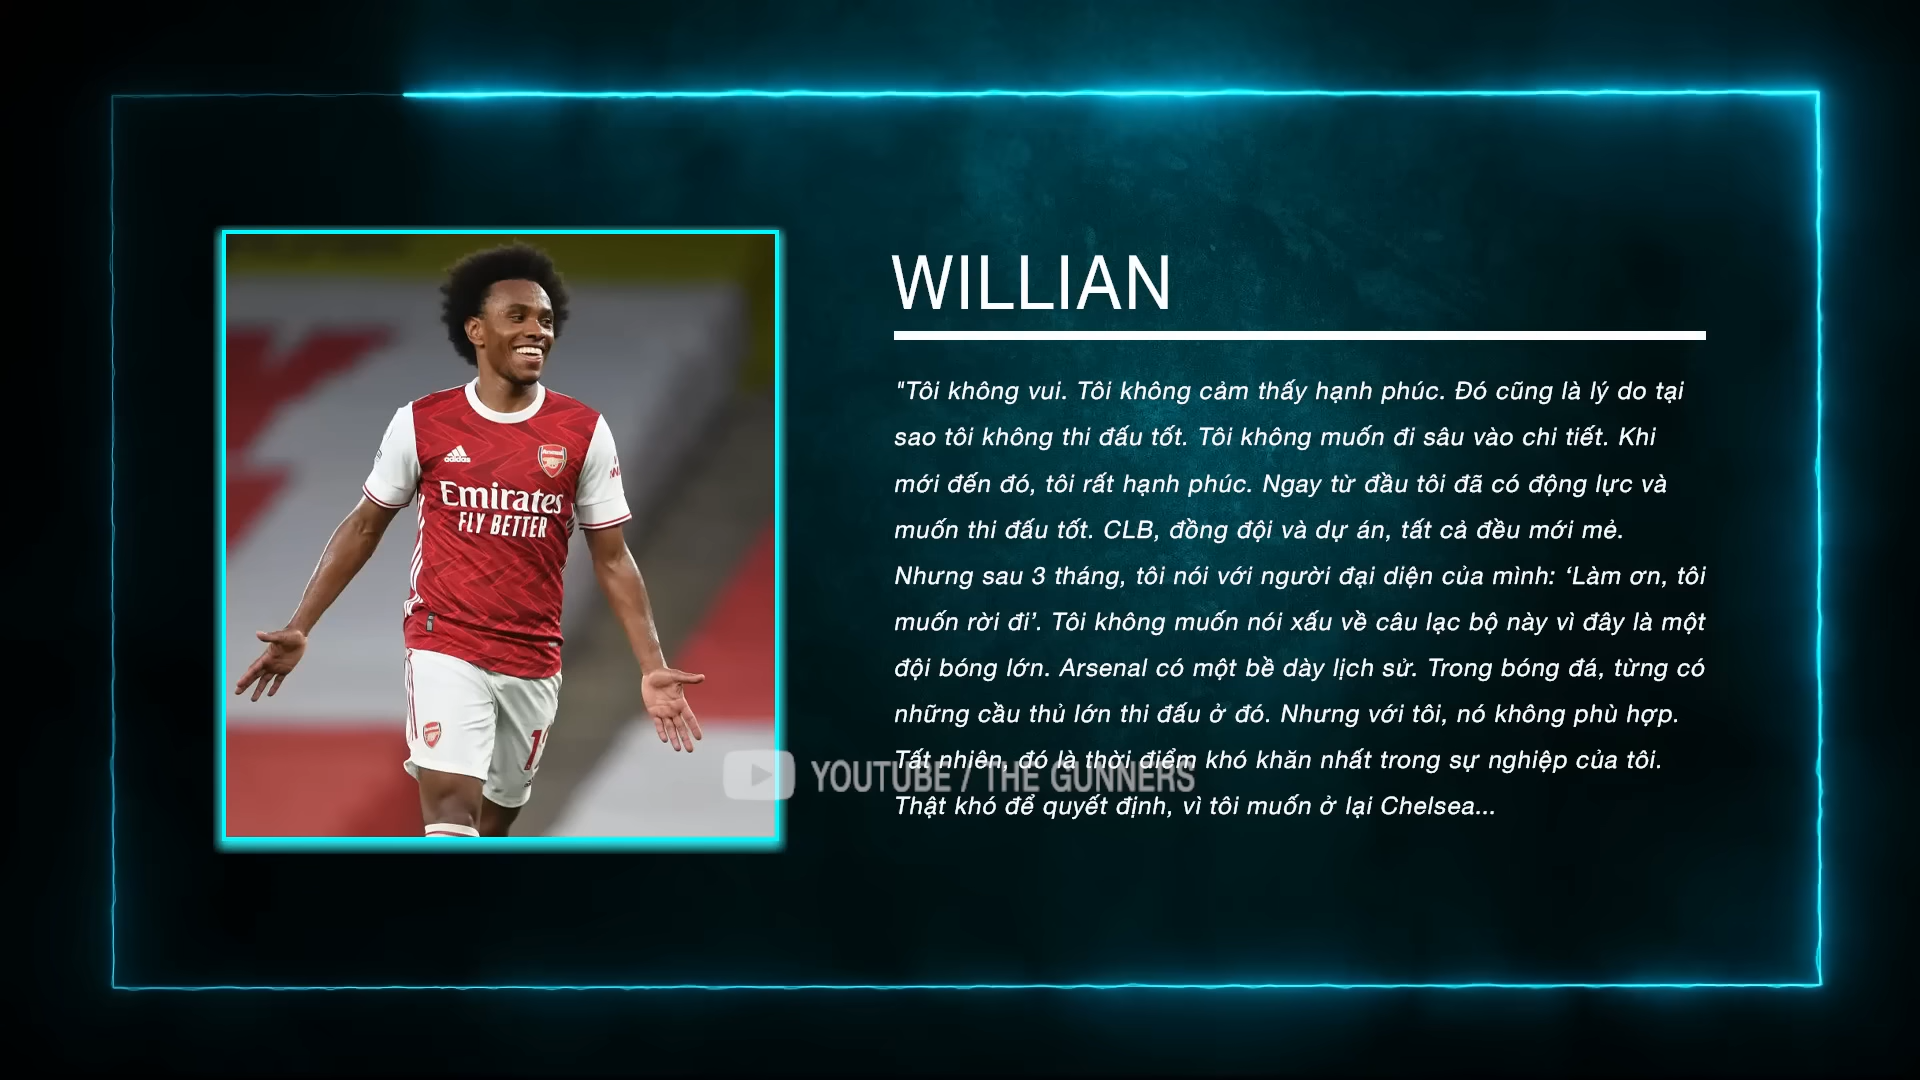 WILLIAN
"Tôi không vui. Tôi không cảm thấy hạnh phúc. Đó cũng là lý do tại
sao tôi không thi đấu tốt. Tôi không muốn đi sâu vào chi tiết. Khi
mới đến đó, tôi rất hạnh phúc. Ngay từ đầu tôi đã có động lực và
muốn thi đấu tốt. CLB, đồng đội và dự án, tất cả đều mới mẻ.
Nhưng sau 3 tháng, tôi nói với người đại diện của mình: ‘Làm ơn, tôi
muốn rời đi’. Tôi không muốn nói xấu về câu lạc bộ này vì đây là một
đội bóng lớn. Arsenal có một bề dày lịch sử. Trong bóng đá, từng có
những cầu thủ lớn thi đấu ở đó. Nhưng với tôi, nó không phù hợp.
Tất nhiên, đó là thời điểm khó khăn nhất trong sự nghiệp của tôi.
Thật khó để quyết định, vì tôi muốn ở lại Chelsea...
YOUTUBE / THE GUNNERS
adidas
Arsenal
Emirates
FLY BETTER